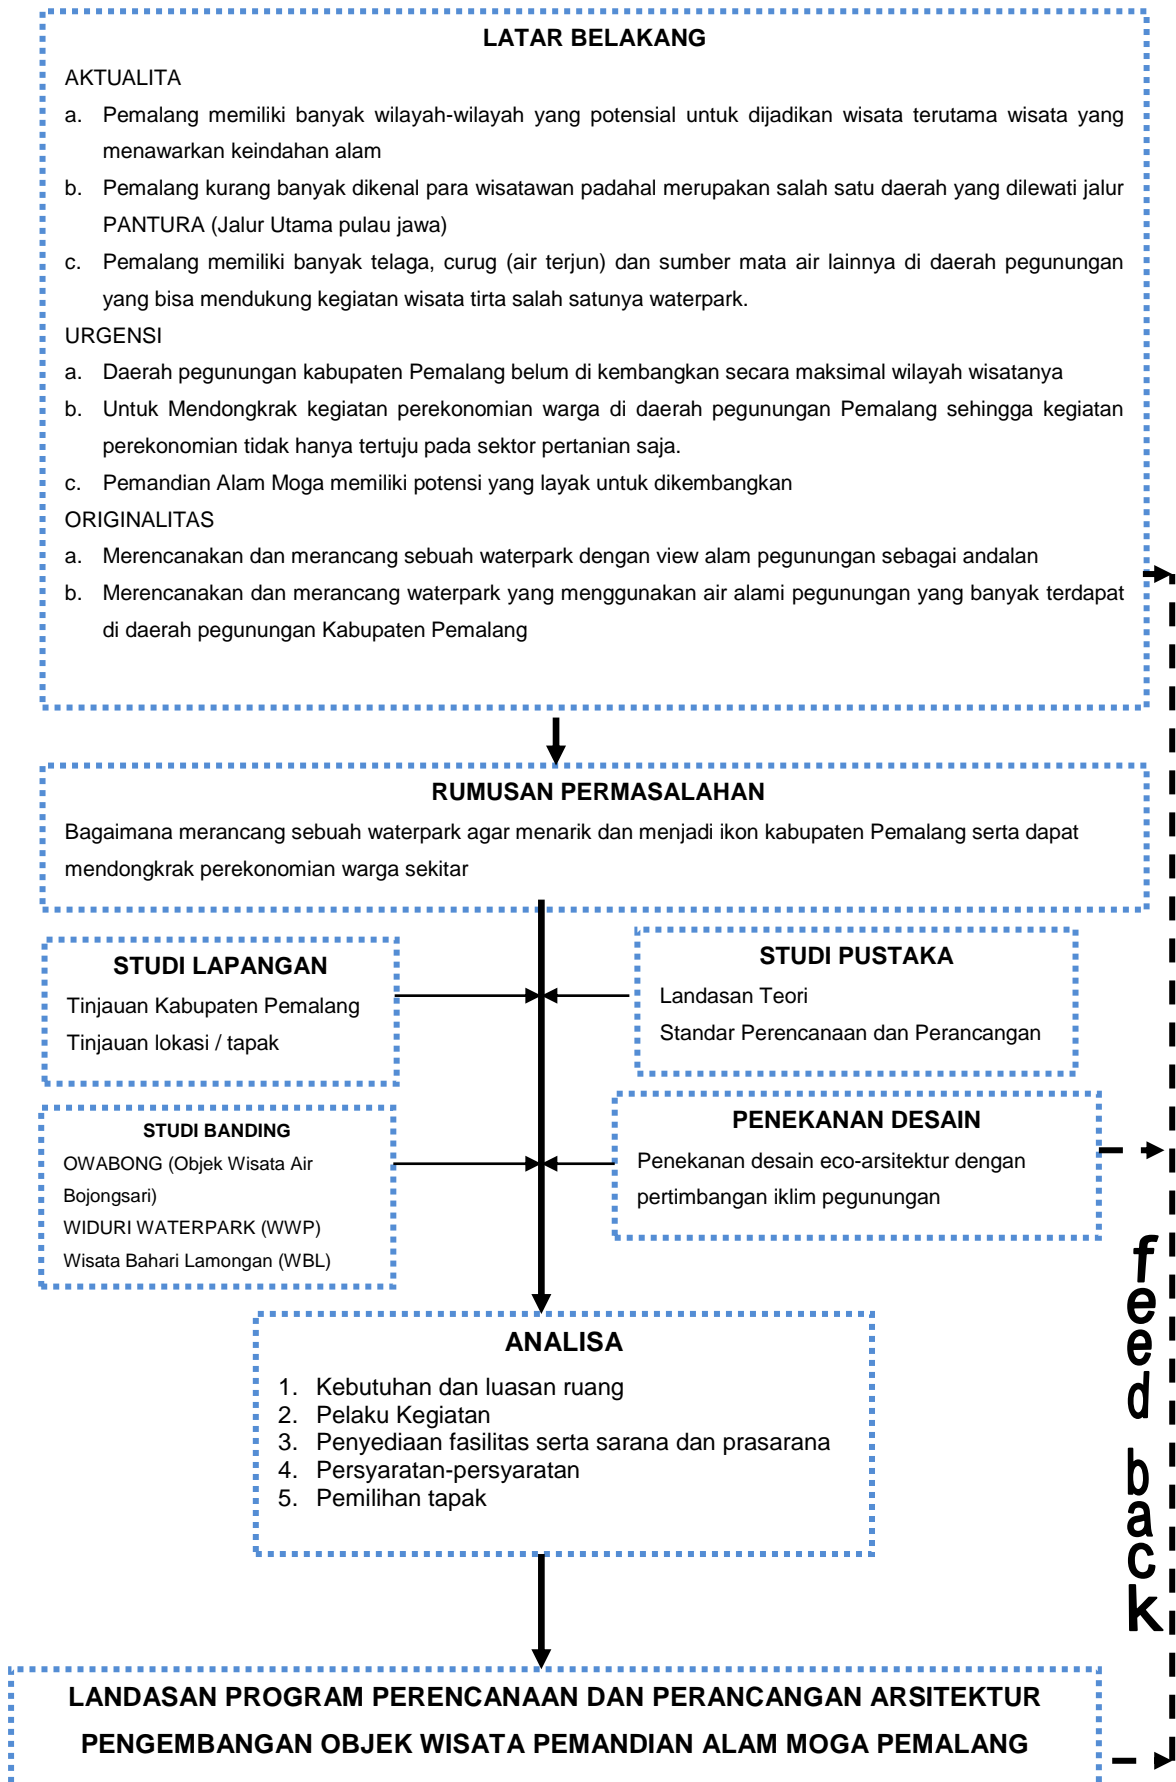 LATAR BELAKANG
AKTUALITA
a. Pemalang memiliki banyak wilayah-wilayah yang potensial untuk dijadikan wisata terutama wisata yang
menawarkan keindahan alam
b. Pemalang kurang banyak dikenal para wisatawan padahal merupakan salah satu daerah yang dilewati jalur
PANTURA (Jalur Utama pulau jawa)
c. Pemalang memiliki banyak telaga, curug (air terjun) dan sumber mata air lainnya di daerah pegunungan
yang bisa mendukung kegiatan wisata tirta salah satunya waterpark.
URGENSI
a. Daerah pegunungan kabupaten Pemalang belum di kembangkan secara maksimal wilayah wisatanya
b. Untuk Mendongkrak kegiatan perekonomian warga di daerah pegunungan Pemalang sehingga kegiatan
perekonomian tidak hanya tertuju pada sektor pertanian saja.
c. Pemandian Alam Moga memiliki potensi yang layak untuk dikembangkan
ORIGINALITAS
a. Merencanakan dan merancang sebuah waterpark dengan view alam pegunungan sebagai andalan
b. Merencanakan dan merancang waterpark yang menggunakan air alami pegunungan yang banyak terdapat
di daerah pegunungan Kabupaten Pemalang
RUMUSAN PERMASALAHAN
Bagaimana merancang sebuah waterpark agar menarik dan menjadi ikon kabupaten Pemalang serta dapat
mendongkrak perekonomian warga sekitar
STUDI LAPANGAN
Tinjauan Kabupaten Pemalang
Tinjauan lokasi / tapak
STUDI PUSTAKA
Landasan Teori
Standar Perencanaan dan Perancangan
STUDI BANDING
OWABONG (Objek Wisata Air
Bojongsari)
WIDURI WATERPARK (WWP)
Wisata Bahari Lamongan (WBL)
PENEKANAN DESAIN
Penekanan desain eco-arsitektur dengan
pertimbangan iklim pegunungan
feed back
ANALISA
1. Kebutuhan dan luasan ruang
2. Pelaku Kegiatan
3. Penyediaan fasilitas serta sarana dan prasarana
4. Persyaratan-persyaratan
5. Pemilihan tapak
LANDASAN PROGRAM PERENCANAAN DAN PERANCANGAN ARSITEKTUR
PENGEMBANGAN OBJEK WISATA PEMANDIAN ALAM MOGA PEMALANG